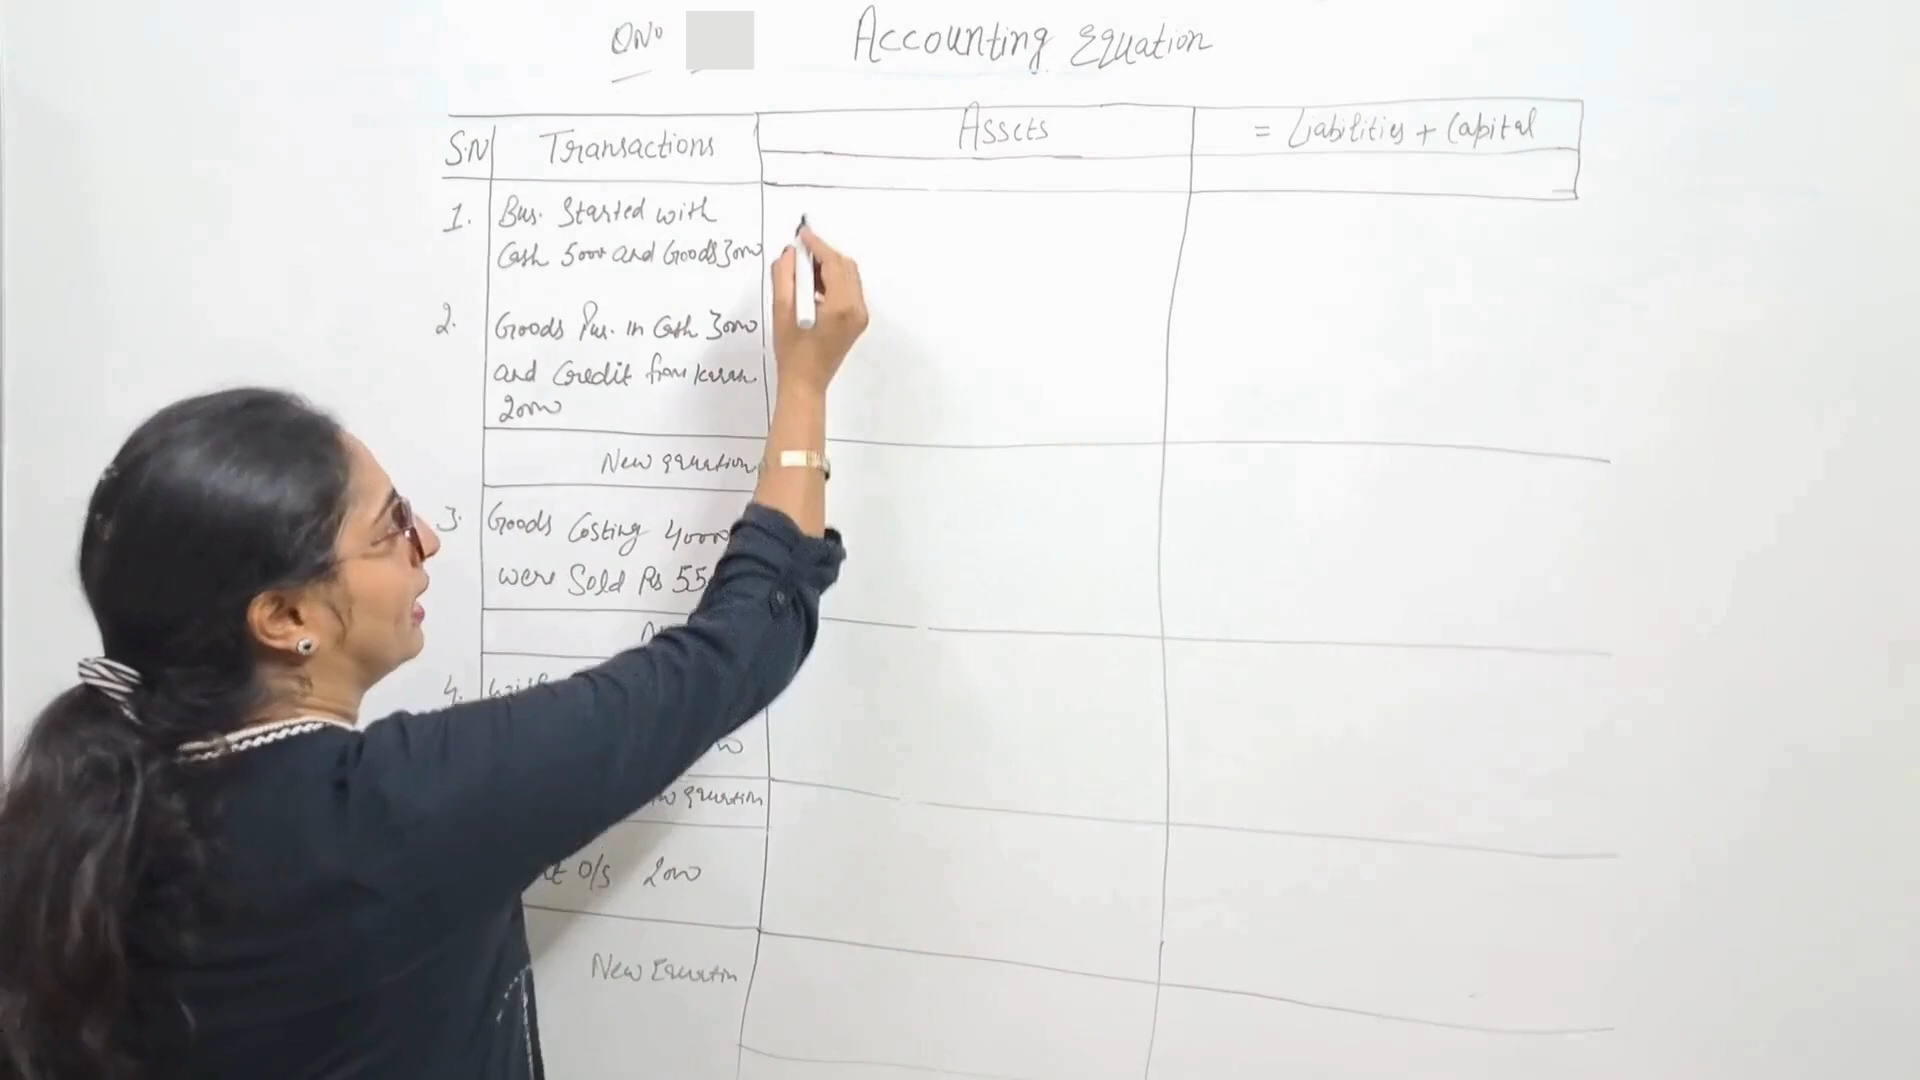 QNo
Accounting Equation
S.N
Transactions
Assets
= Liabilities + Capital
1. Bus. Started with
Cash 5000 and Goods 3000
2. Goods Pur. in Cash 3000
and Credit from Karan
2000
New equation
3. Goods Costing 4000
were Sold Rs 55
4.
equation
O/s 2000
New Equation